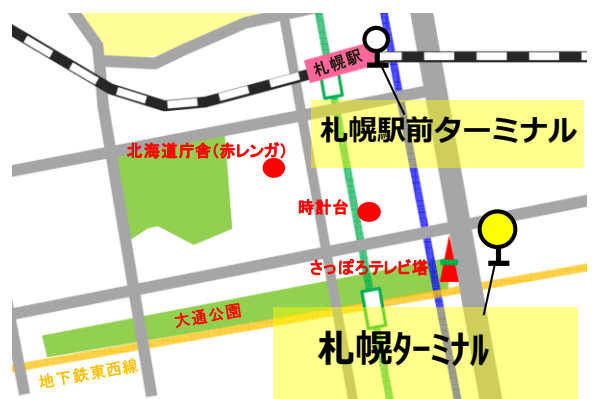 札幌駅
札幌駅前ターミナル
北海道庁舎(赤レンガ)
時計台
さっぽろテレビ塔
大通公園
札幌ターミナル
地下鉄東西線